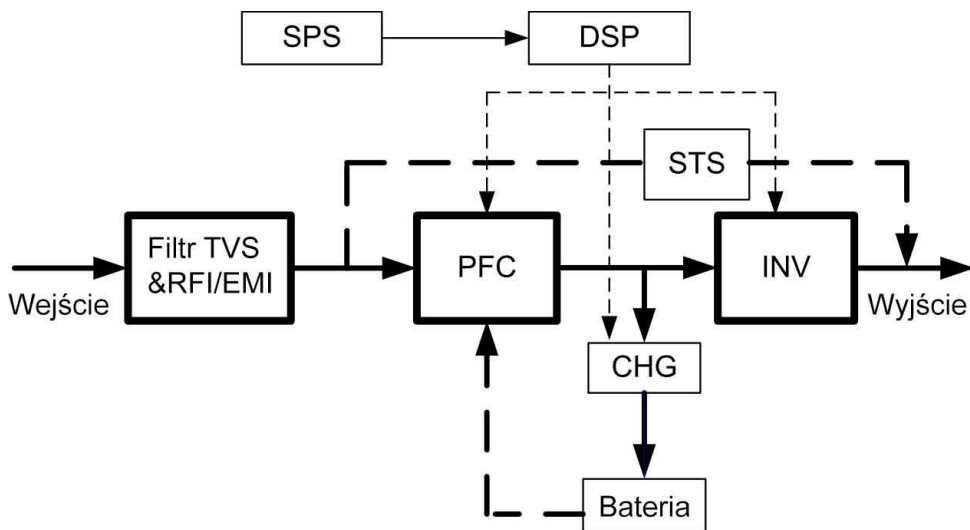 SPS
DSP
STS
Filtr TVS
&RFI/EMI
PFC
INV
Wejście
Wyjście
CHG
Bateria